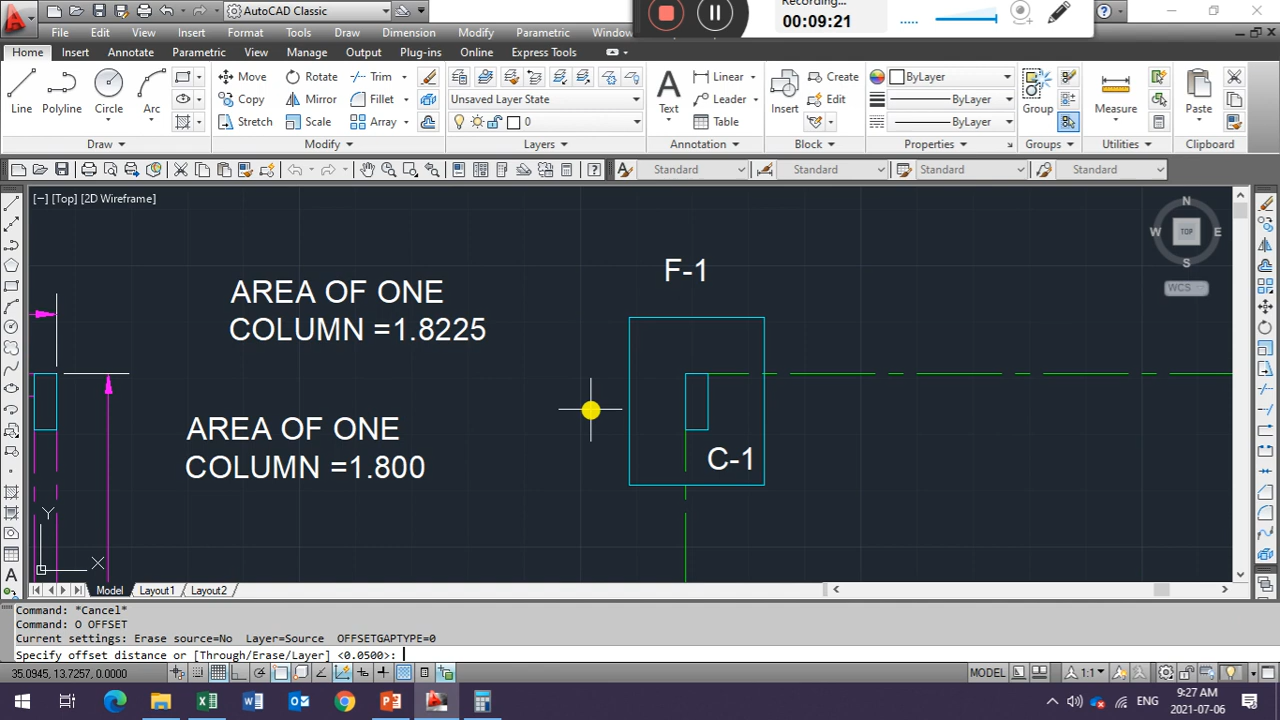 Recording...
00:09:21
AutoCAD Classic
File Edit View Insert Format Tools Draw Dimension Modify Parametric Window
Home Insert Annotate Parametric View Manage Output Plug-ins Online Express Tools
Line Polyline Circle Arc
Move Rotate Trim
Copy Mirror Fillet
Stretch Scale Array
Unsaved Layer State
0
Text
Linear
Leader
Table
Insert
Create
Edit
ByLayer
ByLayer
ByLayer
Group
Measure
Paste
Draw Modify Layers Annotation Block Properties Groups Utilities Clipboard
Standard Standard Standard Standard
[−] [Top] [2D Wireframe]
N
W TOP E
S
WCS
F-1
AREA OF ONE
COLUMN =1.8225
AREA OF ONE
COLUMN =1.800
C-1
Y
X
Model Layout1 Layout2
Command: *Cancel*
Command: O OFFSET
Current settings: Erase source=No Layer=Source OFFSETGAPTYPE=0
Specify offset distance or [Through/Erase/Layer] <0.0500>:
35.0945, 13.7257, 0.0000
MODEL
1:1
ENG
9:27 AM
2021-07-06